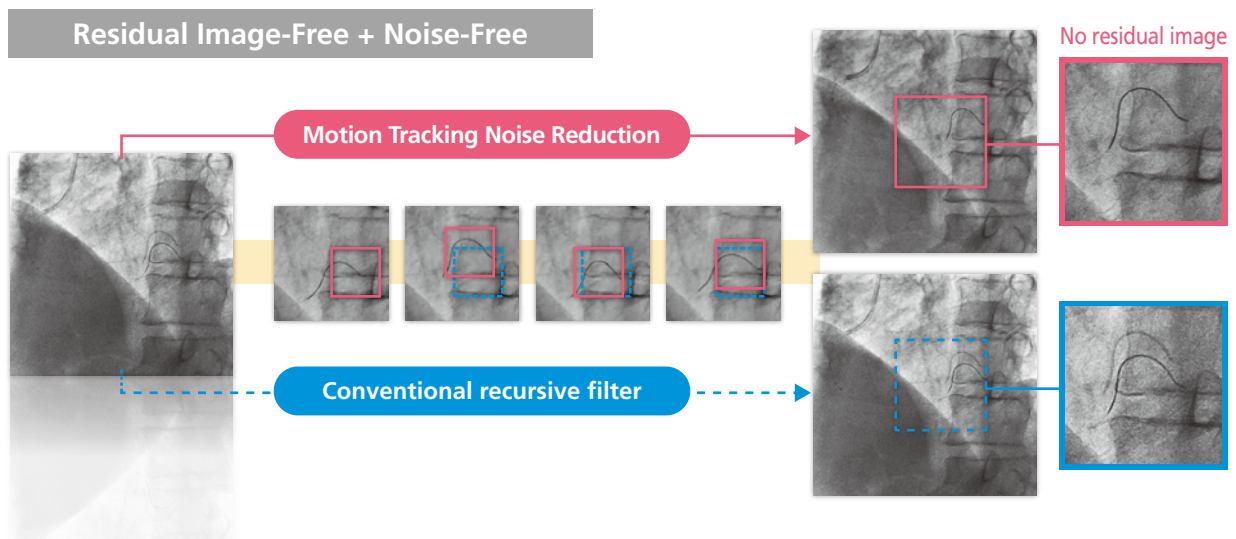 Residual Image-Free + Noise-Free
No residual image
Motion Tracking Noise Reduction
Conventional recursive filter